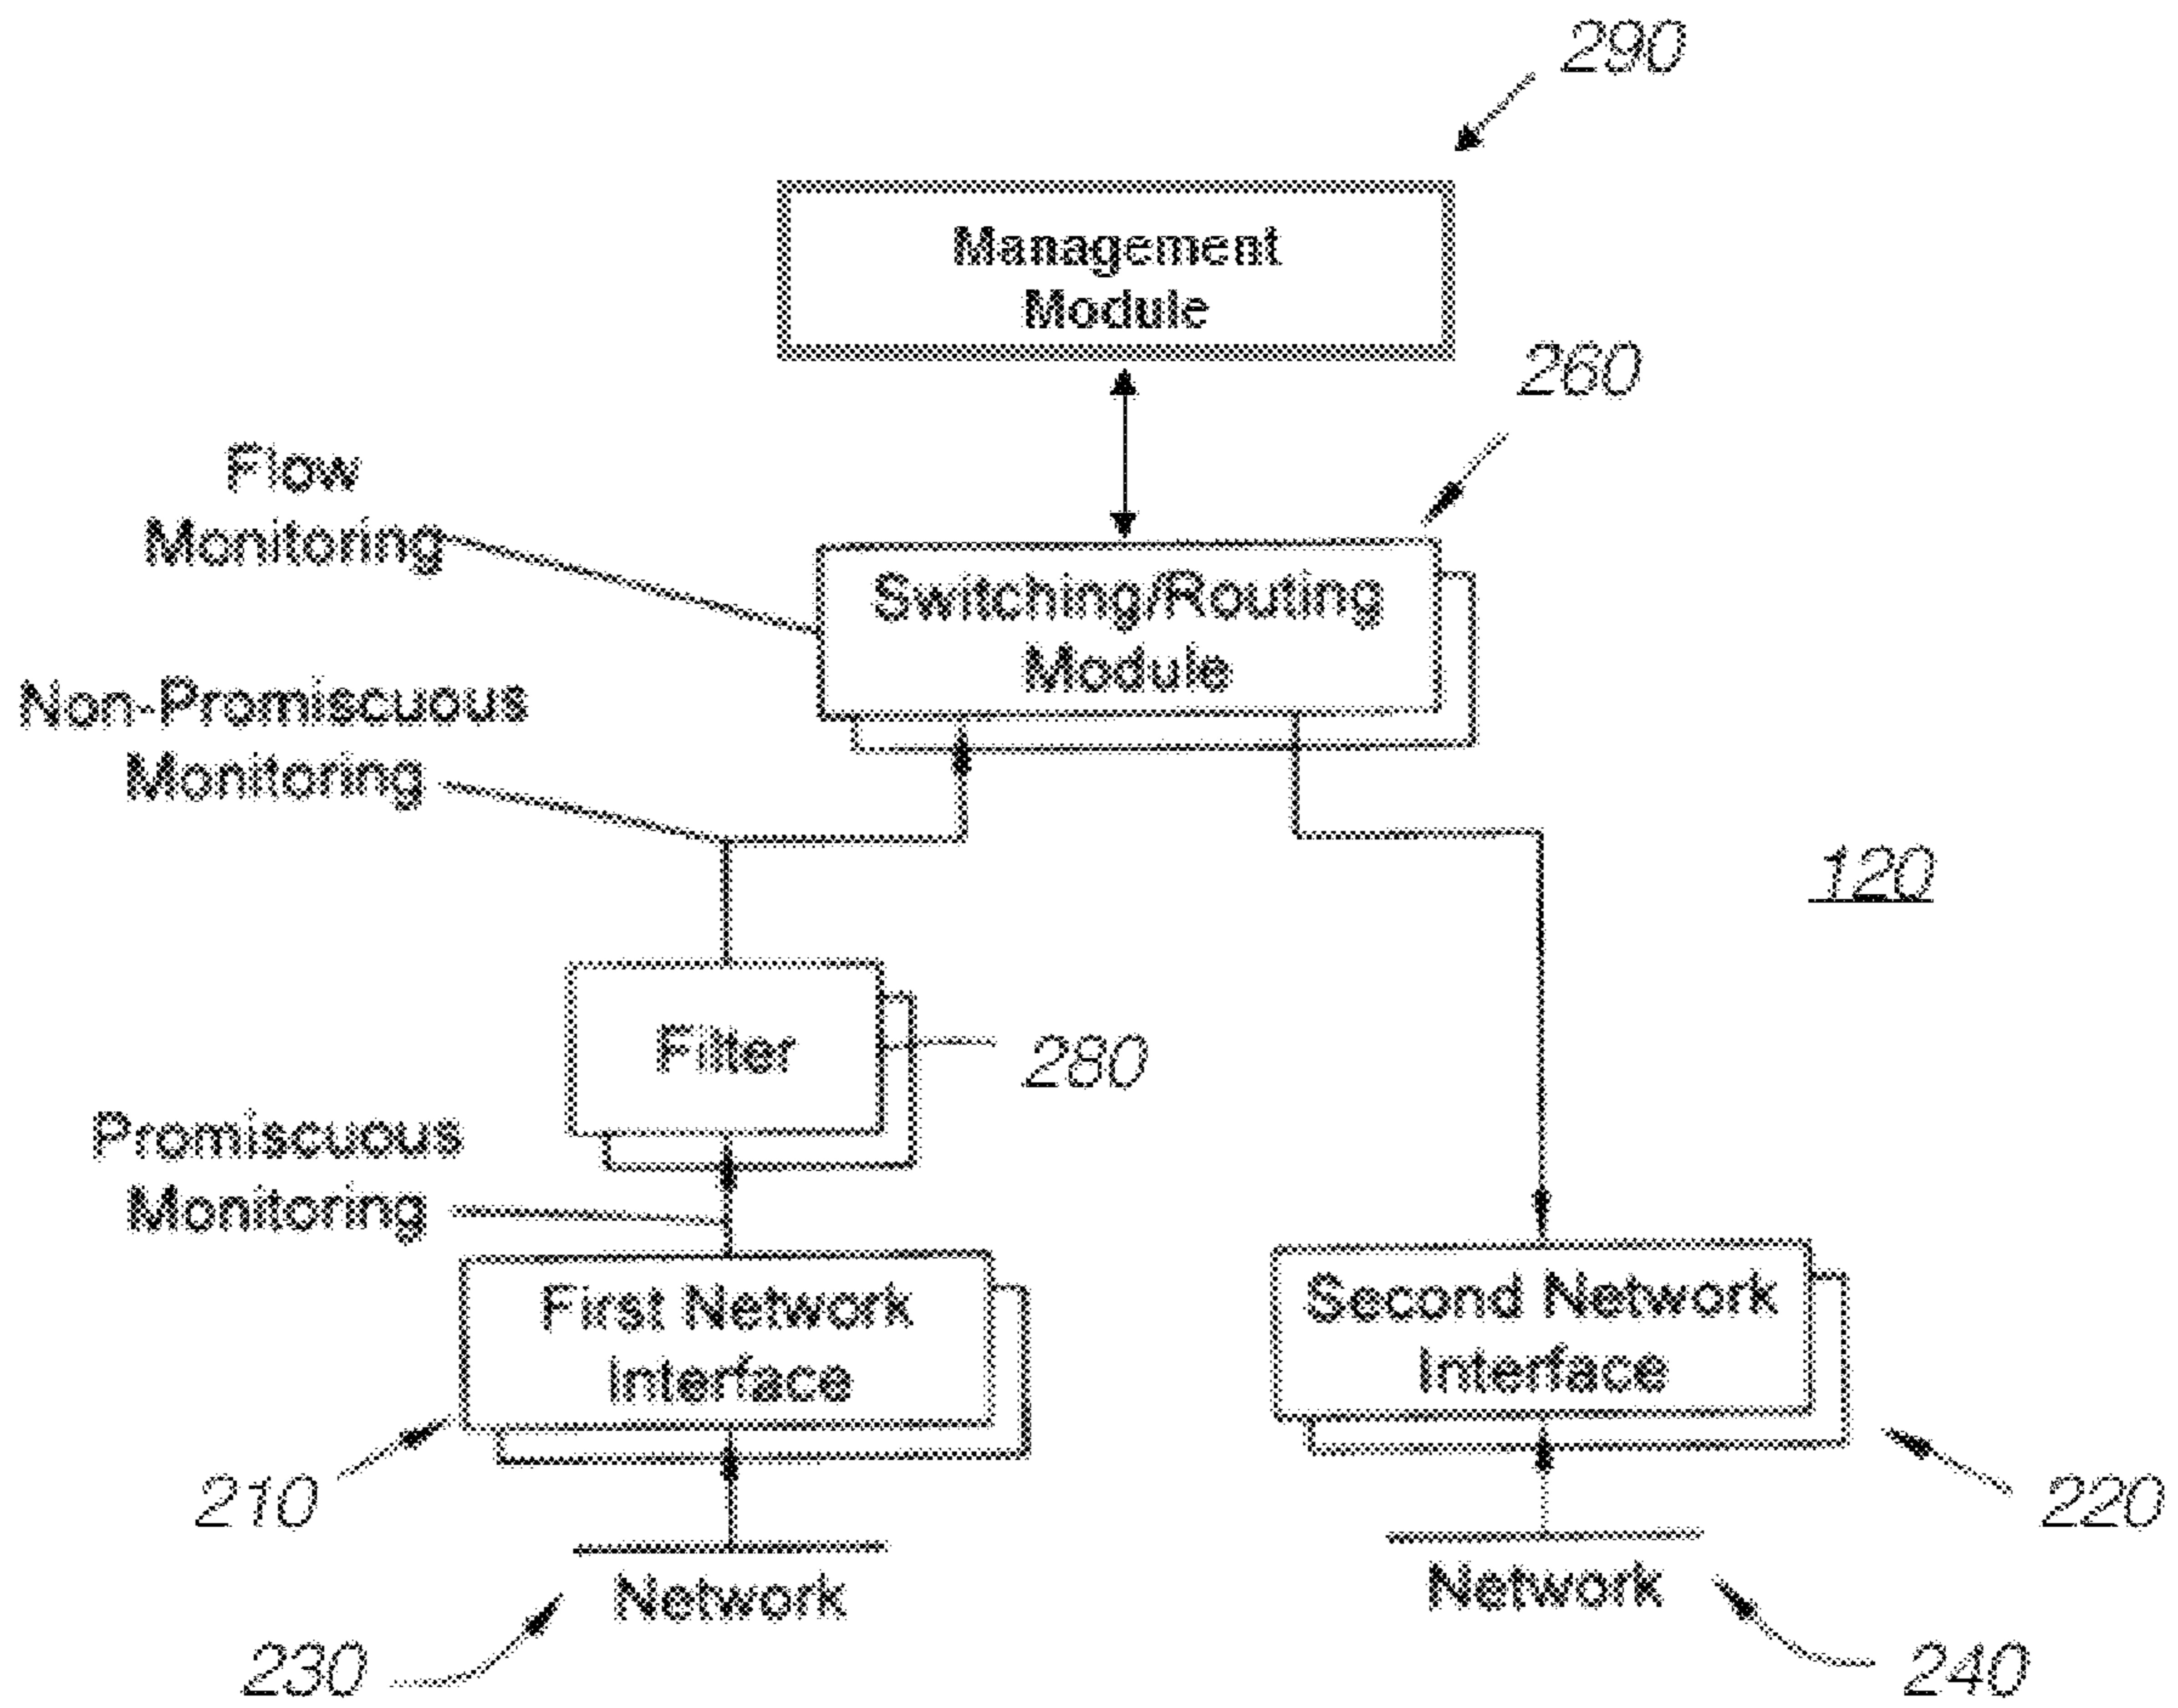 290
Management
Module
260
Flow
Monitoring
Switching/Routing
Module
Non-Promiscuous
Monitoring
120
Filter
280
Promiscuous
Monitoring
First Network
Interface
Second Network
Interface
210
220
Network
Network
230
240